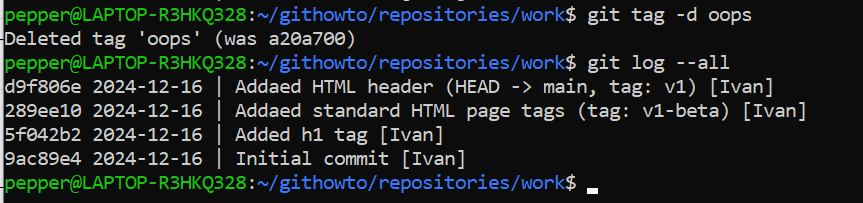 pepper@LAPTOP-R3HKQ328:~/githowto/repositories/work$ git tag -d oops
Deleted tag 'oops' (was a20a700)
pepper@LAPTOP-R3HKQ328:~/githowto/repositories/work$ git log --all
d9f806e 2024-12-16 | Addaed HTML header (HEAD -> main, tag: v1) [Ivan]
289ee10 2024-12-16 | Addaed standard HTML page tags (tag: v1-beta) [Ivan]
5f042b2 2024-12-16 | Added h1 tag [Ivan]
9ac89e4 2024-12-16 | Initial commit [Ivan]
pepper@LAPTOP-R3HKQ328:~/githowto/repositories/work$